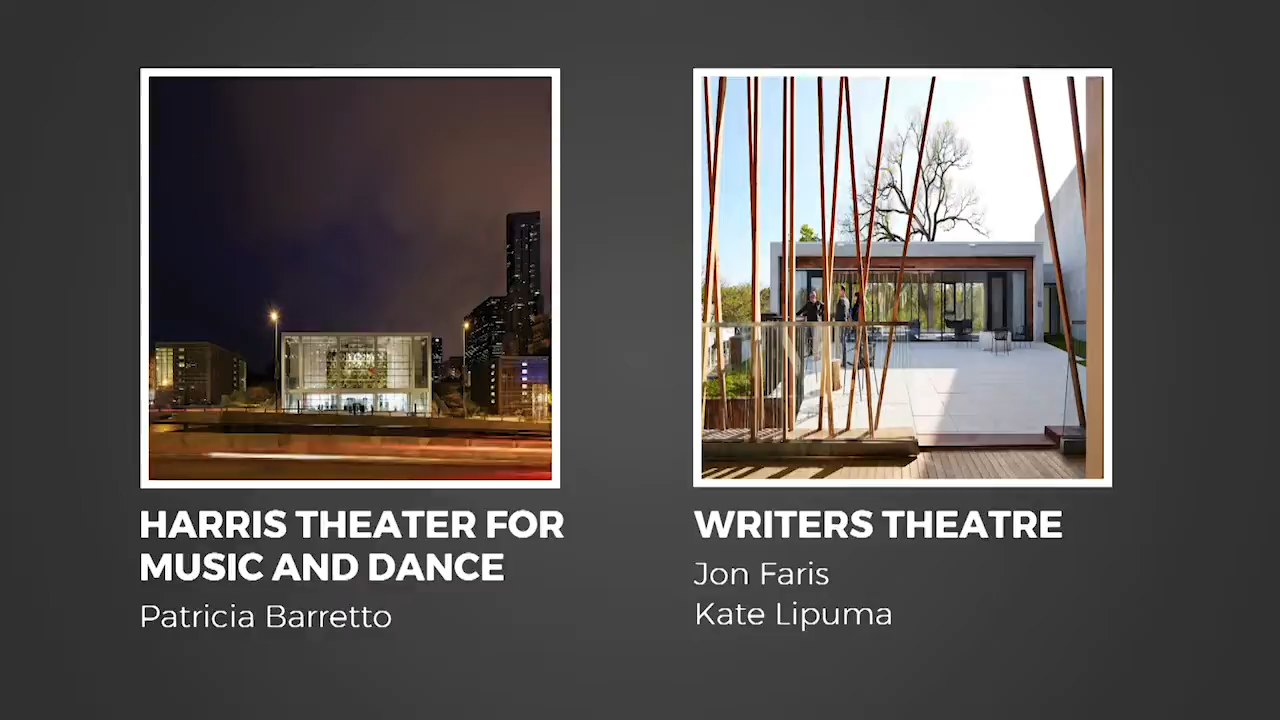 HARRIS THEATER FOR
MUSIC AND DANCE
Patricia Barretto
WRITERS THEATRE
Jon Faris
Kate Lipuma